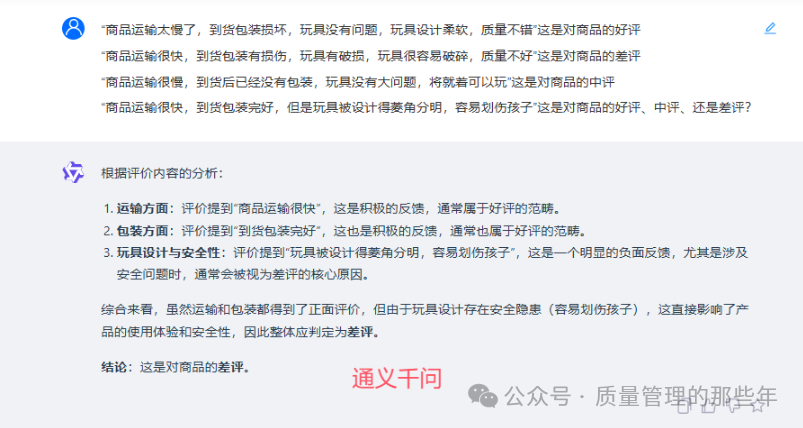 “商品运输太慢了，到货包装损坏，玩具没有问题，玩具设计柔软，质量不错”这是对商品的好评
“商品运输很快，到货包装有损伤，玩具有破损，玩具很容易破碎，质量不好”这是对商品的差评
“商品运输很慢，到货后已经没有包装，玩具没有大问题，将就着可以玩”这是对商品的中评
“商品运输很快，到货包装完好，但是玩具被设计得菱角分明，容易划伤孩子”这是对商品的好评、中评、还是差评？
根据评价内容的分析：
1. 运输方面：评价提到“商品运输很快”，这是积极的反馈，通常属于好评的范畴。
2. 包装方面：评价提到“到货包装完好”，这也是积极的反馈，通常也属于好评的范畴。
3. 玩具设计与安全性：评价提到“玩具被设计得菱角分明，容易划伤孩子”，这是一个明显的负面反馈，尤其是涉及
安全问题时，通常会被视为差评的核心原因。
综合来看，虽然运输和包装都得到了正面评价，但由于玩具设计存在安全隐患（容易划伤孩子），这直接影响了产
品的使用体验和安全性，因此整体应判定为差评。
结论：这是对商品的差评。
通义千问
公众号 · 质量管理的那些年